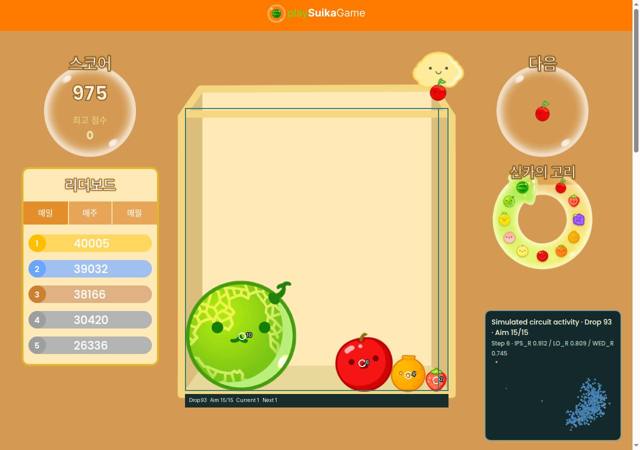 playSuikaGame
스코어
975
최고 점수
0
리더보드
매일
매주
매월
1 40005
2 39032
3 38166
4 30420
5 26336
Drop93 Aim 15/15 Current 1 Next 1
다음
산카의 고리
Simulated circuit activity · Drop 93
· Aim 15/15
Step 6 · IPS_R 0.912 / LO_R 0.809 / WED_R
0.745